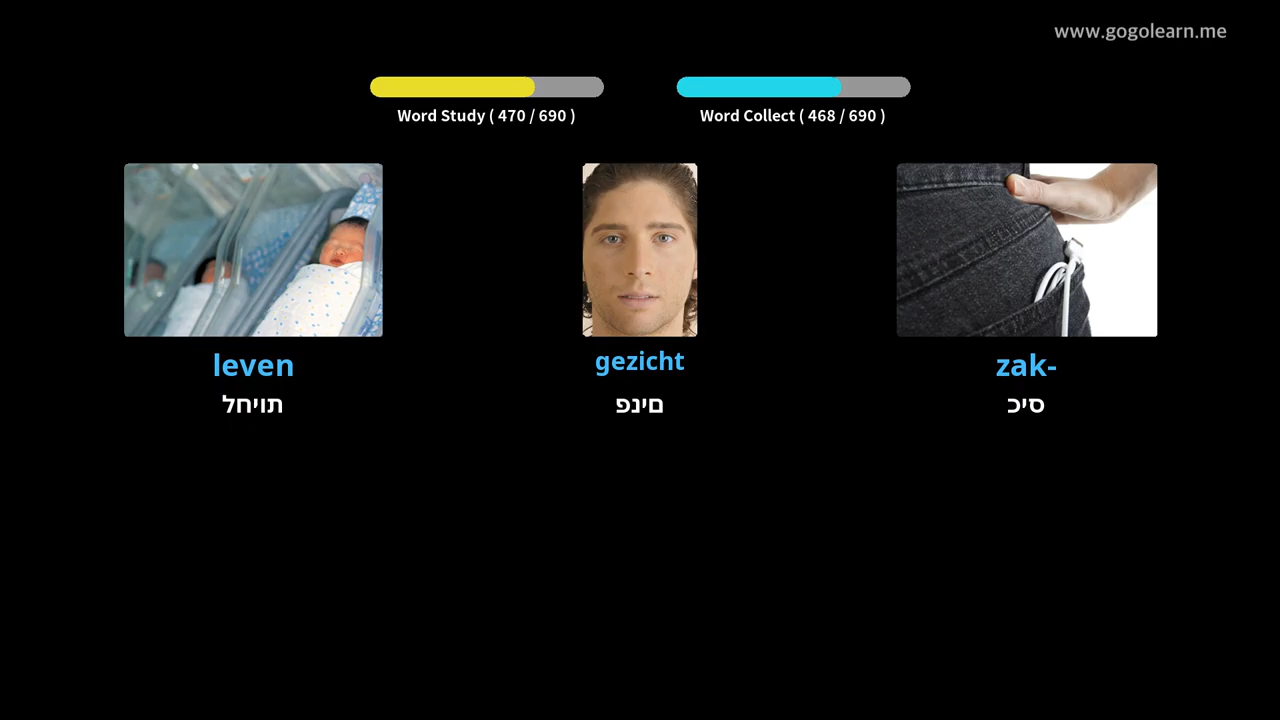 www.gogolearn.me
Word Study ( 470 / 690 )
Word Collect ( 468 / 690 )
leven
תויחל
gezicht
םינפ
zak-
סיכ